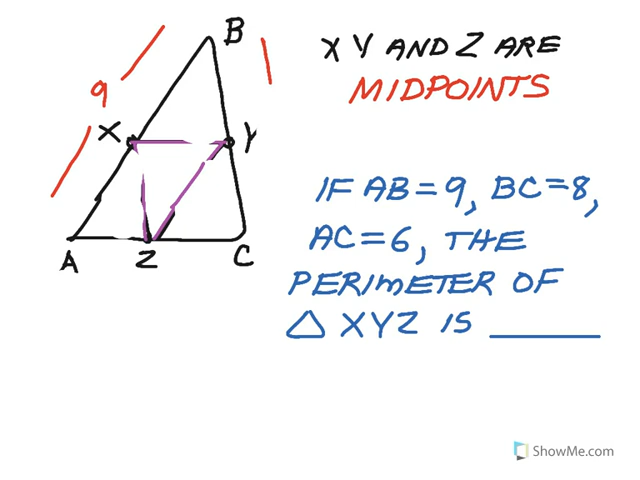 B
X Y AND Z ARE
MIDPOINTS
9
X
Y
IF AB=9, BC=8,
AC=6, THE
A
Z
C
PERIMETER OF
△ XYZ IS ______
ShowMe.com